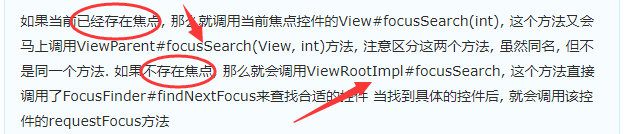 如果当前已经存在焦点, 那么就调用当前焦点控件的View#focusSearch(int), 这个方法又会
马上调用ViewParent#focusSearch(View, int)方法, 注意区分这两个方法, 虽然同名, 但不
是同一个方法. 如果不存在焦点, 那么就会调用ViewRootImpl#focusSearch, 这个方法直接
调用了FocusFinder#findNextFocus来查找合适的控件 当找到具体的控件后, 就会调用该控
件的requestFocus方法